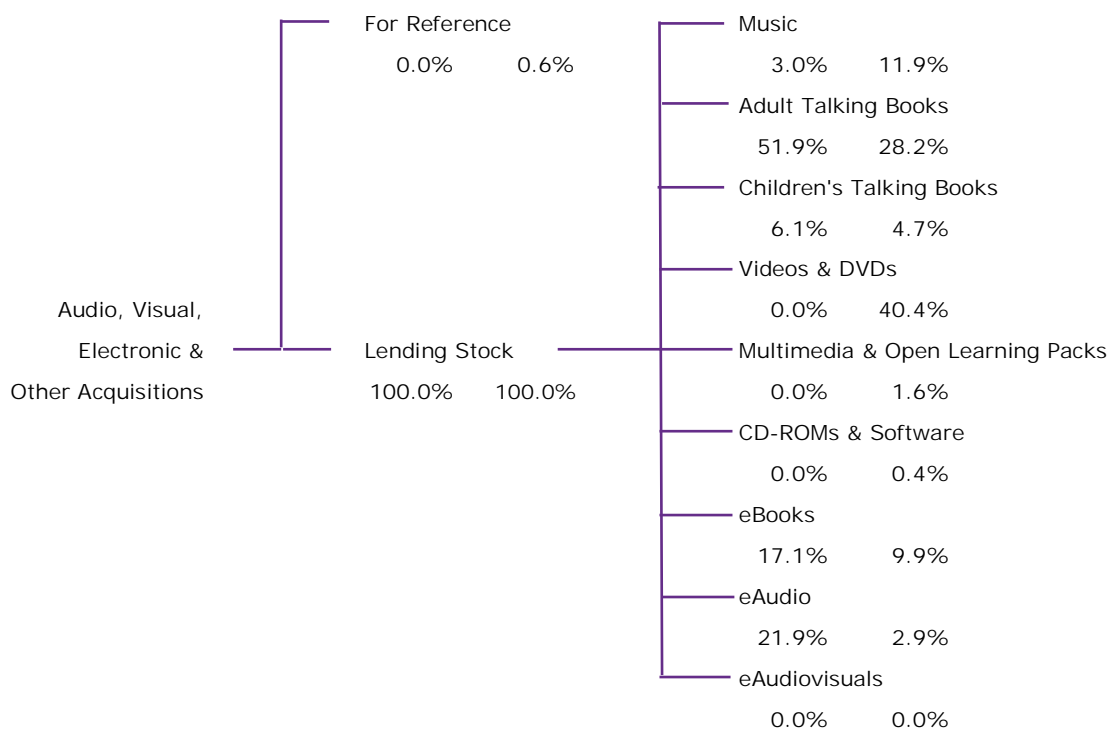 For Reference
0.0% 0.6%
Audio, Visual,
Electronic &
Other Acquisitions
Lending Stock
100.0% 100.0%
Music
3.0% 11.9%
Adult Talking Books
51.9% 28.2%
Children's Talking Books
6.1% 4.7%
Videos & DVDs
0.0% 40.4%
Multimedia & Open Learning Packs
0.0% 1.6%
CD-ROMs & Software
0.0% 0.4%
eBooks
17.1% 9.9%
eAudio
21.9% 2.9%
eAudiovisuals
0.0% 0.0%